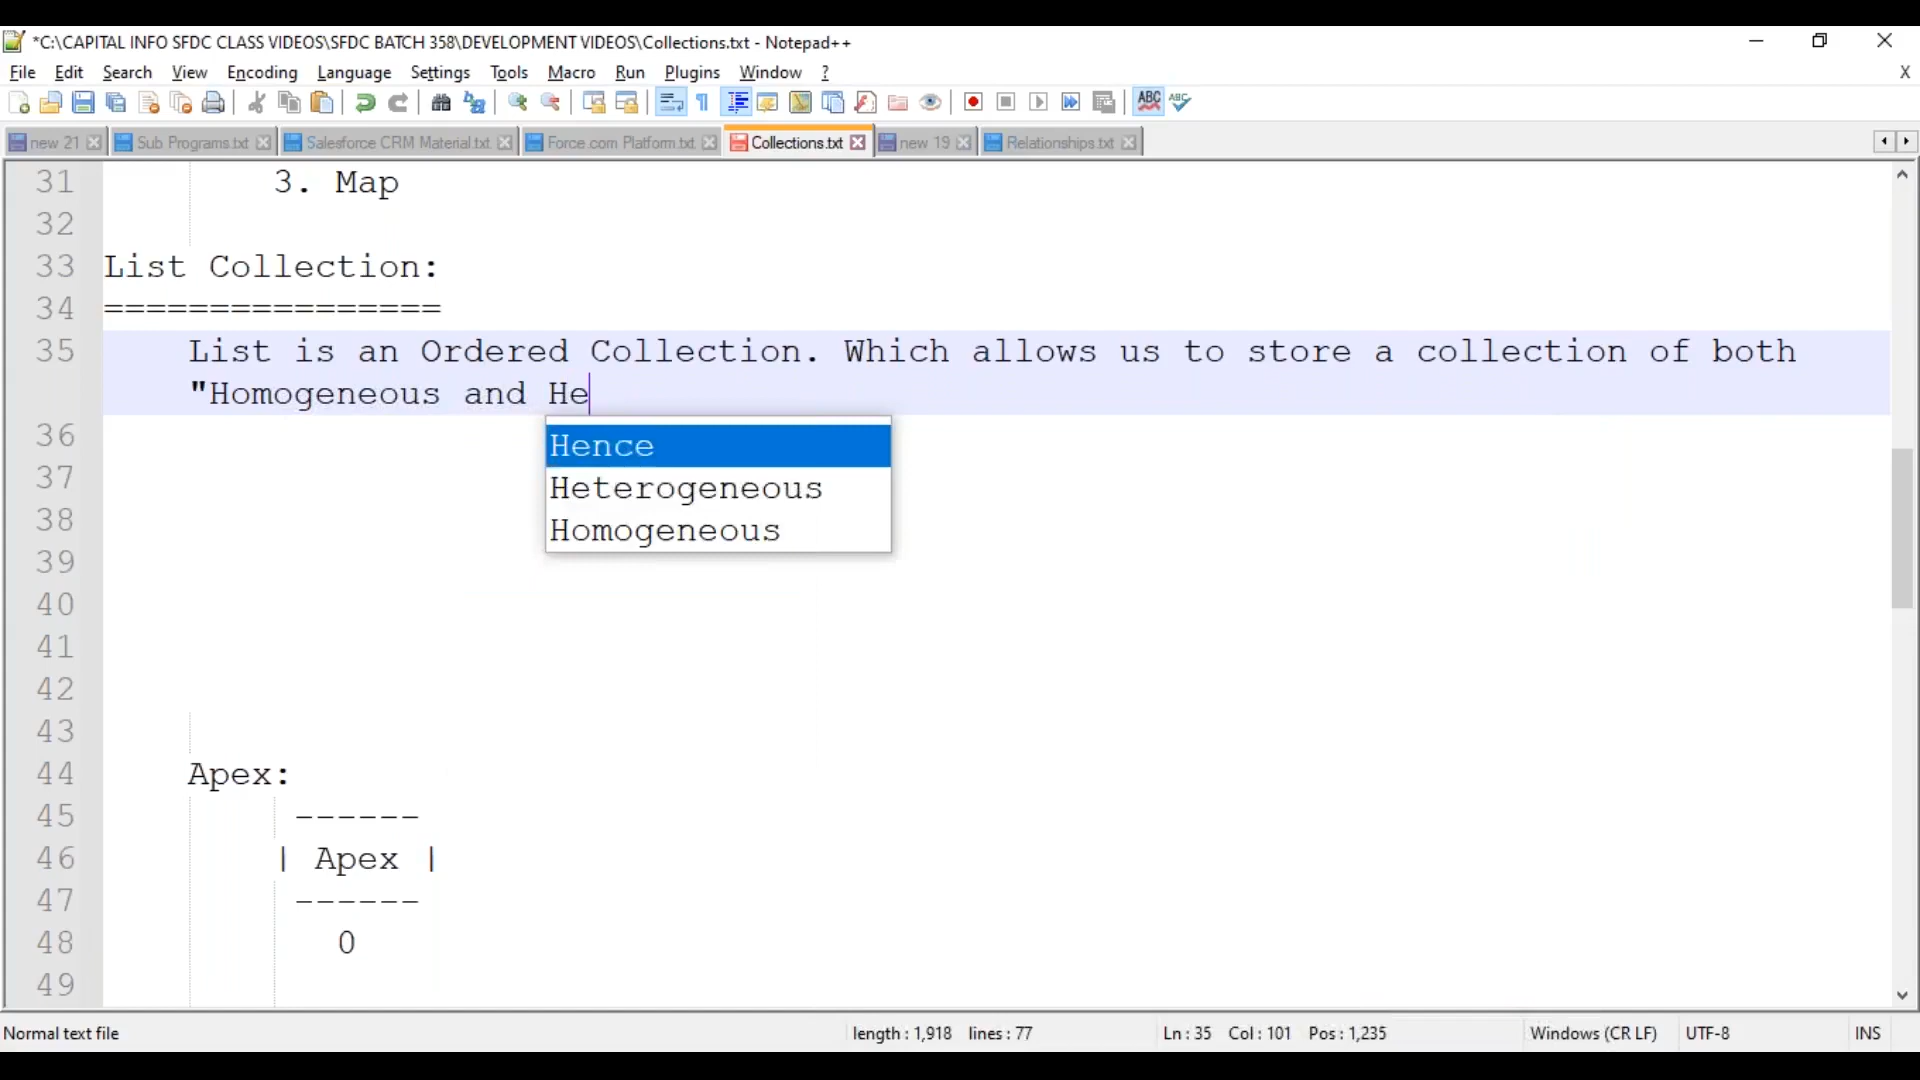 *C:\CAPITAL INFO SFDC CLASS VIDEOS\SFDC BATCH 358\DEVELOPMENT VIDEOS\Collections.txt - Notepad++
File Edit Search View Encoding Language Settings Tools Macro Run Plugins Window ? X
ABC ABC
new 21 Sub Programs.txt Salesforce CRM Material.txt Force.com Platform.txt Collections.txt new 19 Relationships.txt
31 3. Map
32
33 List Collection:
34 ================
35 List is an Ordered Collection. Which allows us to store a collection of both
"Homogeneous and He
36 Hence
37 Heterogeneous
38 Homogeneous
39
40
41
42
43
44 Apex:
45 ------
46 | Apex |
47 ------
48 0
49
Normal text file length : 1,918 lines : 77 Ln : 35 Col : 101 Pos : 1,235 Windows (CR LF) UTF-8 INS